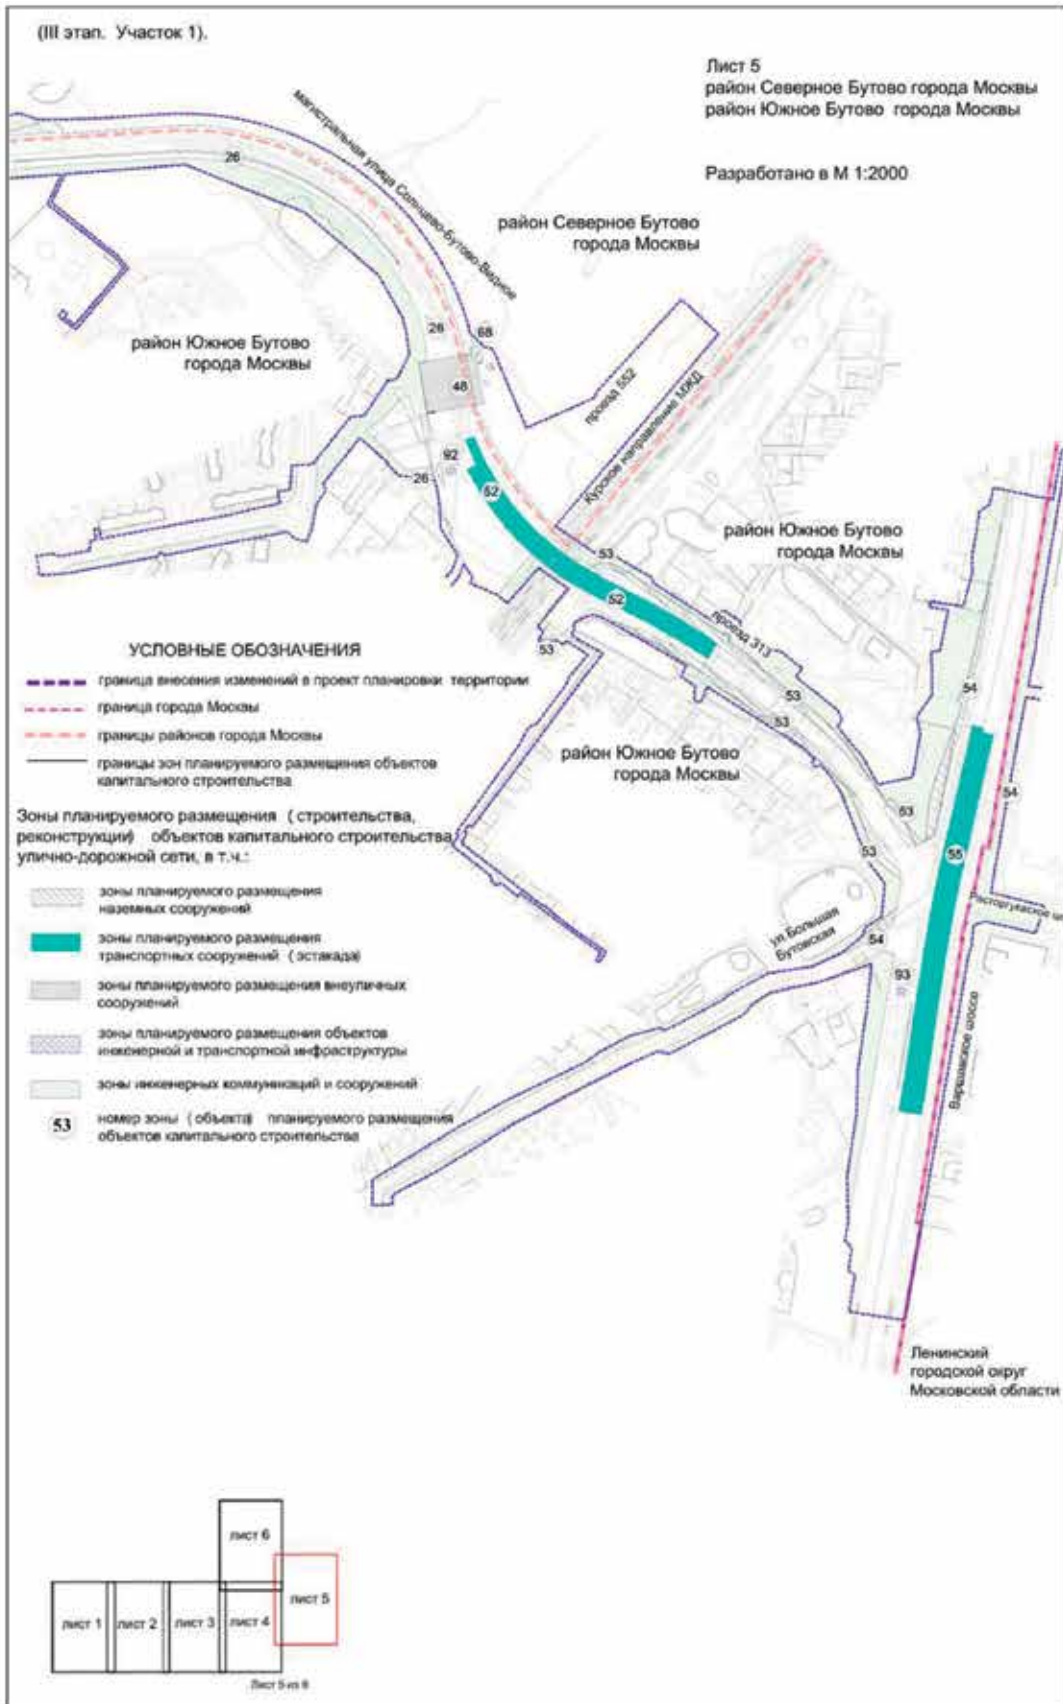 (III этап. Участок 1).
Лист 5
район Северное Бутово города Москвы
район Южное Бутово города Москвы
Разработано в М 1:2000
магистральная улица Солнцево-Бутово-Видное
26
район Северное Бутово
города Москвы
район Южное Бутово
города Москвы
26
68
48
проезд 552
Курское направление МЖД
92
26
52
район Южное Бутово
города Москвы
53
52
проезд 313
53
54
53
53
район Южное Бутово
города Москвы
54
53
53
55
Расторгуевское
ул Большая
Бутовская
54
93
Варшавское шоссе
УСЛОВНЫЕ ОБОЗНАЧЕНИЯ
граница внесения изменений в проект планировки территории
граница города Москвы
границы районов города Москвы
границы зон планируемого размещения объектов
капитального строительства
Зоны планируемого размещения ( строительства,
реконструкции) объектов капитального строительства
улично-дорожной сети, в т.ч.:
зоны планируемого размещения
наземных сооружений
зоны планируемого размещения
транспортных сооружений ( эстакада)
зоны планируемого размещения внеуличных
сооружений
зоны планируемого размещения объектов
инженерной и транспортной инфраструктуры
зоны инженерных коммуникаций и сооружений
53
номер зоны ( объекта) планируемого размещения
объектов капитального строительства
Ленинский
городской округ
Московской области
лист 6
лист 5
лист 1 лист 2 лист 3 лист 4
Лист 5 из 6